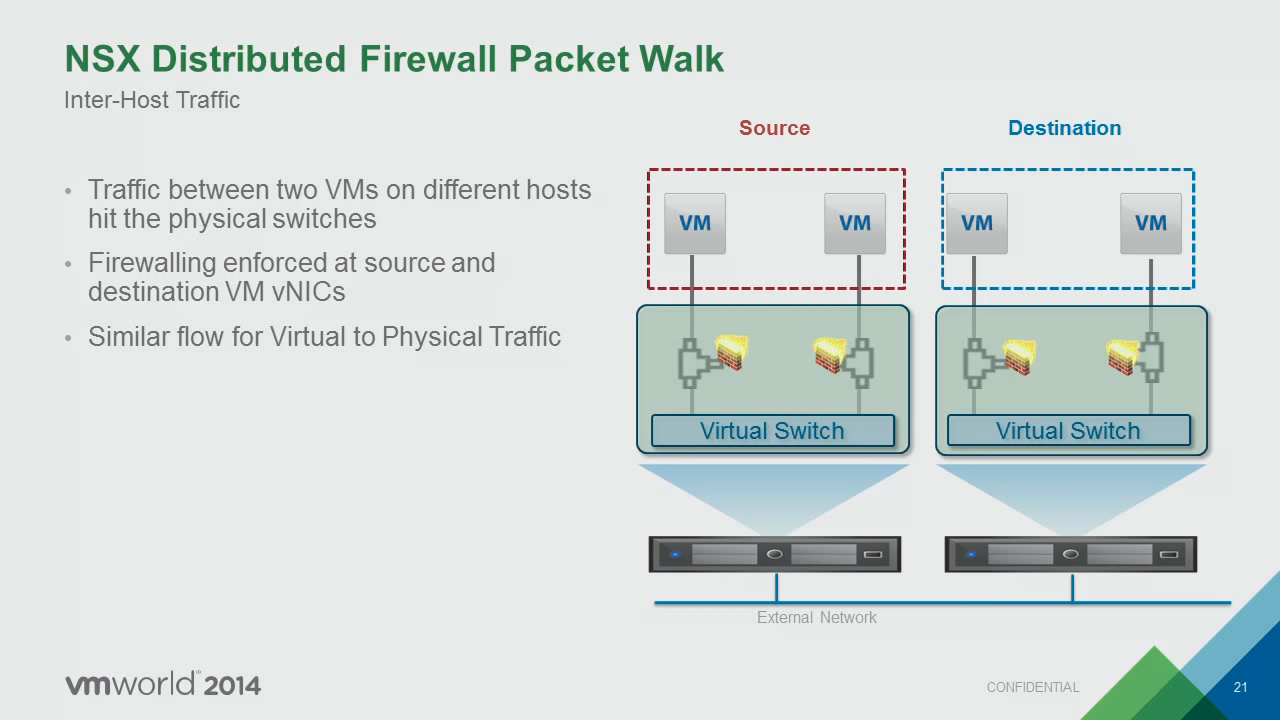 NSX Distributed Firewall Packet Walk
Inter-Host Traffic
• Traffic between two VMs on different hosts
hit the physical switches
• Firewalling enforced at source and
destination VM vNICs
• Similar flow for Virtual to Physical Traffic
Source
Destination
VM
VM
VM
VM
Virtual Switch
Virtual Switch
External Network
vmworld® 2014
CONFIDENTIAL
21